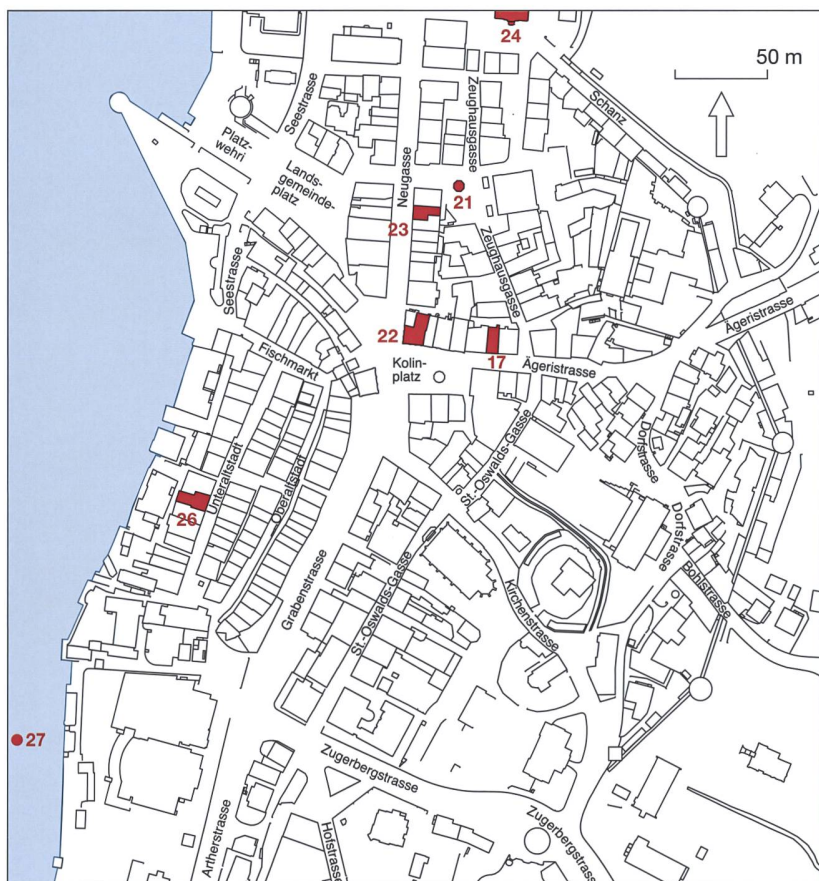 24
50 m
Seestrasse
Zeughausgasse
Schanz
Platz-
wehri
Lands-
gemeinde-
platz
Neugasse
21
23
Zeughausgasse
Seestrasse
Ägeristrasse
22
17
Fischmarkt
Kolin-
platz
Ägeristrasse
St.-Oswalds-Gasse
Dorfstrasse
Unteraltstadt
Oberaltstadt
26
Dorfstrasse
Bohlstrasse
Grabenstrasse
St.-Oswalds-Gasse
Kirchenstrasse
27
Zugerbergstrasse
Artherstrasse
Hofstrasse
Zugerbergstrasse